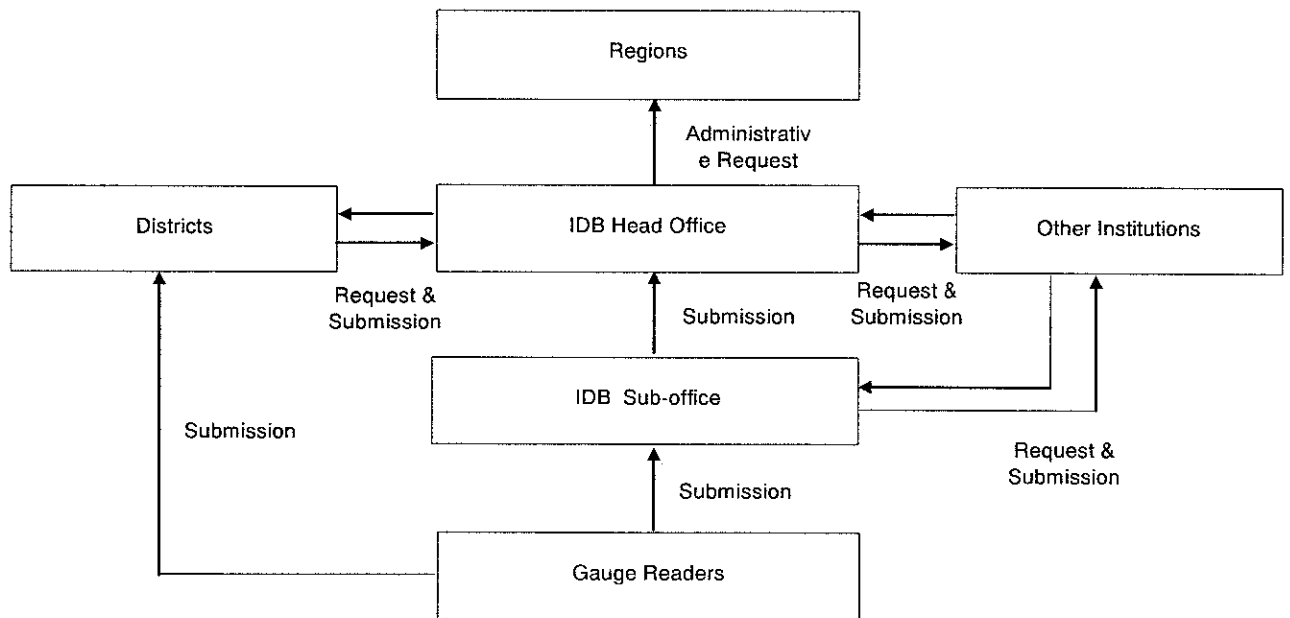 Regions
Administrativ
e Request
Districts
IDB Head Office
Other Institutions
Request &
Submission
Submission
Request &
Submission
IDB Sub-office
Submission
Request &
Submission
Submission
Gauge Readers